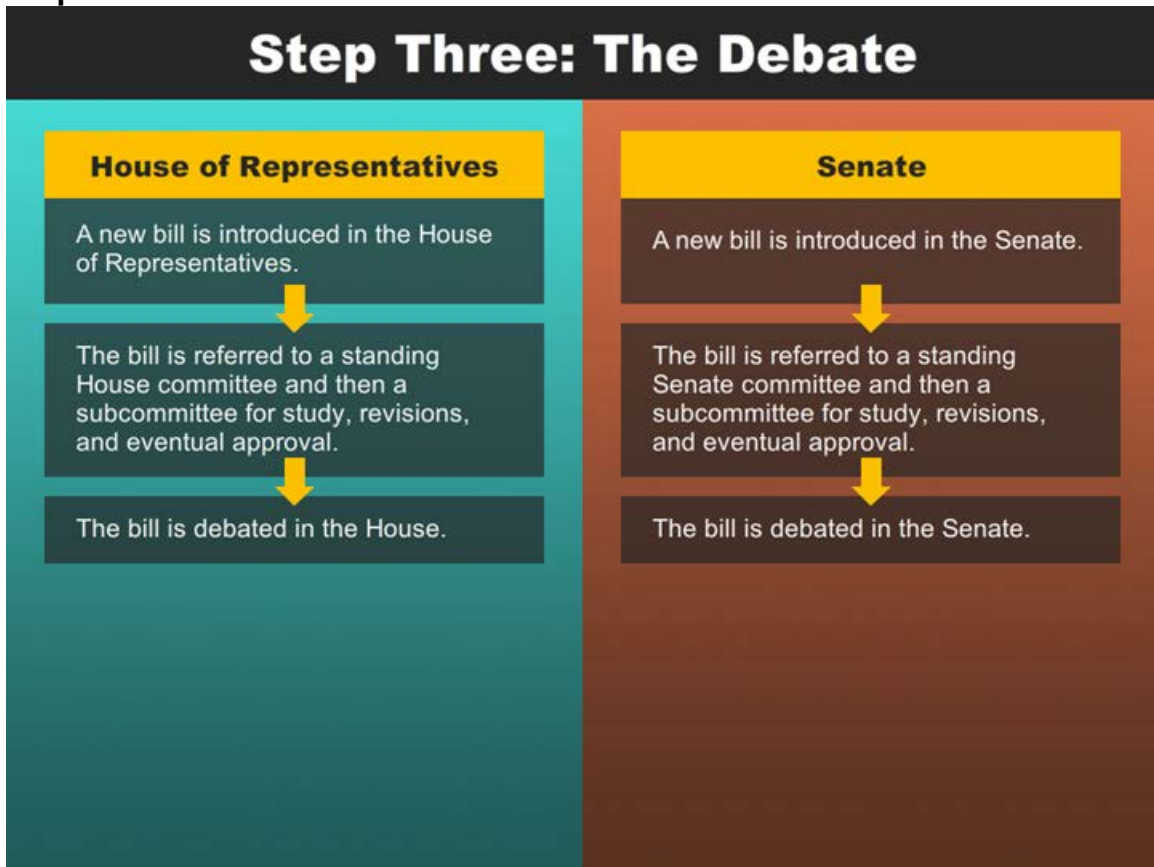 Step Three: The Debate
House of Representatives
A new bill is introduced in the House
of Representatives.
The bill is referred to a standing
House committee and then a
subcommittee for study, revisions,
and eventual approval.
The bill is debated in the House.
Senate
A new bill is introduced in the Senate.
The bill is referred to a standing
Senate committee and then a
subcommittee for study, revisions,
and eventual approval.
The bill is debated in the Senate.